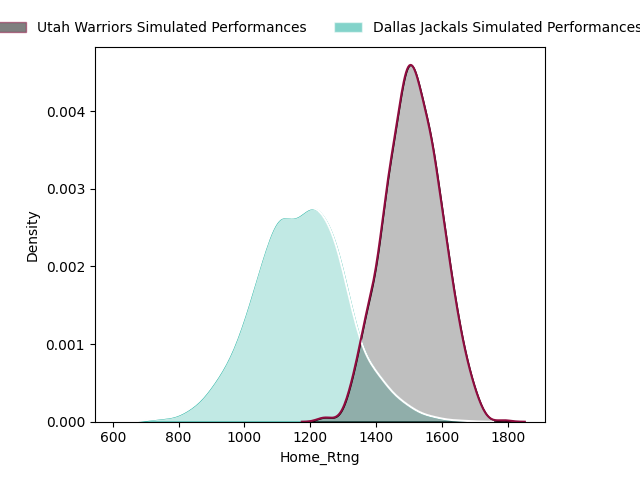 Utah Warriors Simulated Performances
Dallas Jackals Simulated Performances
0.004
0.003
0.002
0.001
0.000
Density
600 800 1000 1200 1400 1600 1800
Home_Rtng